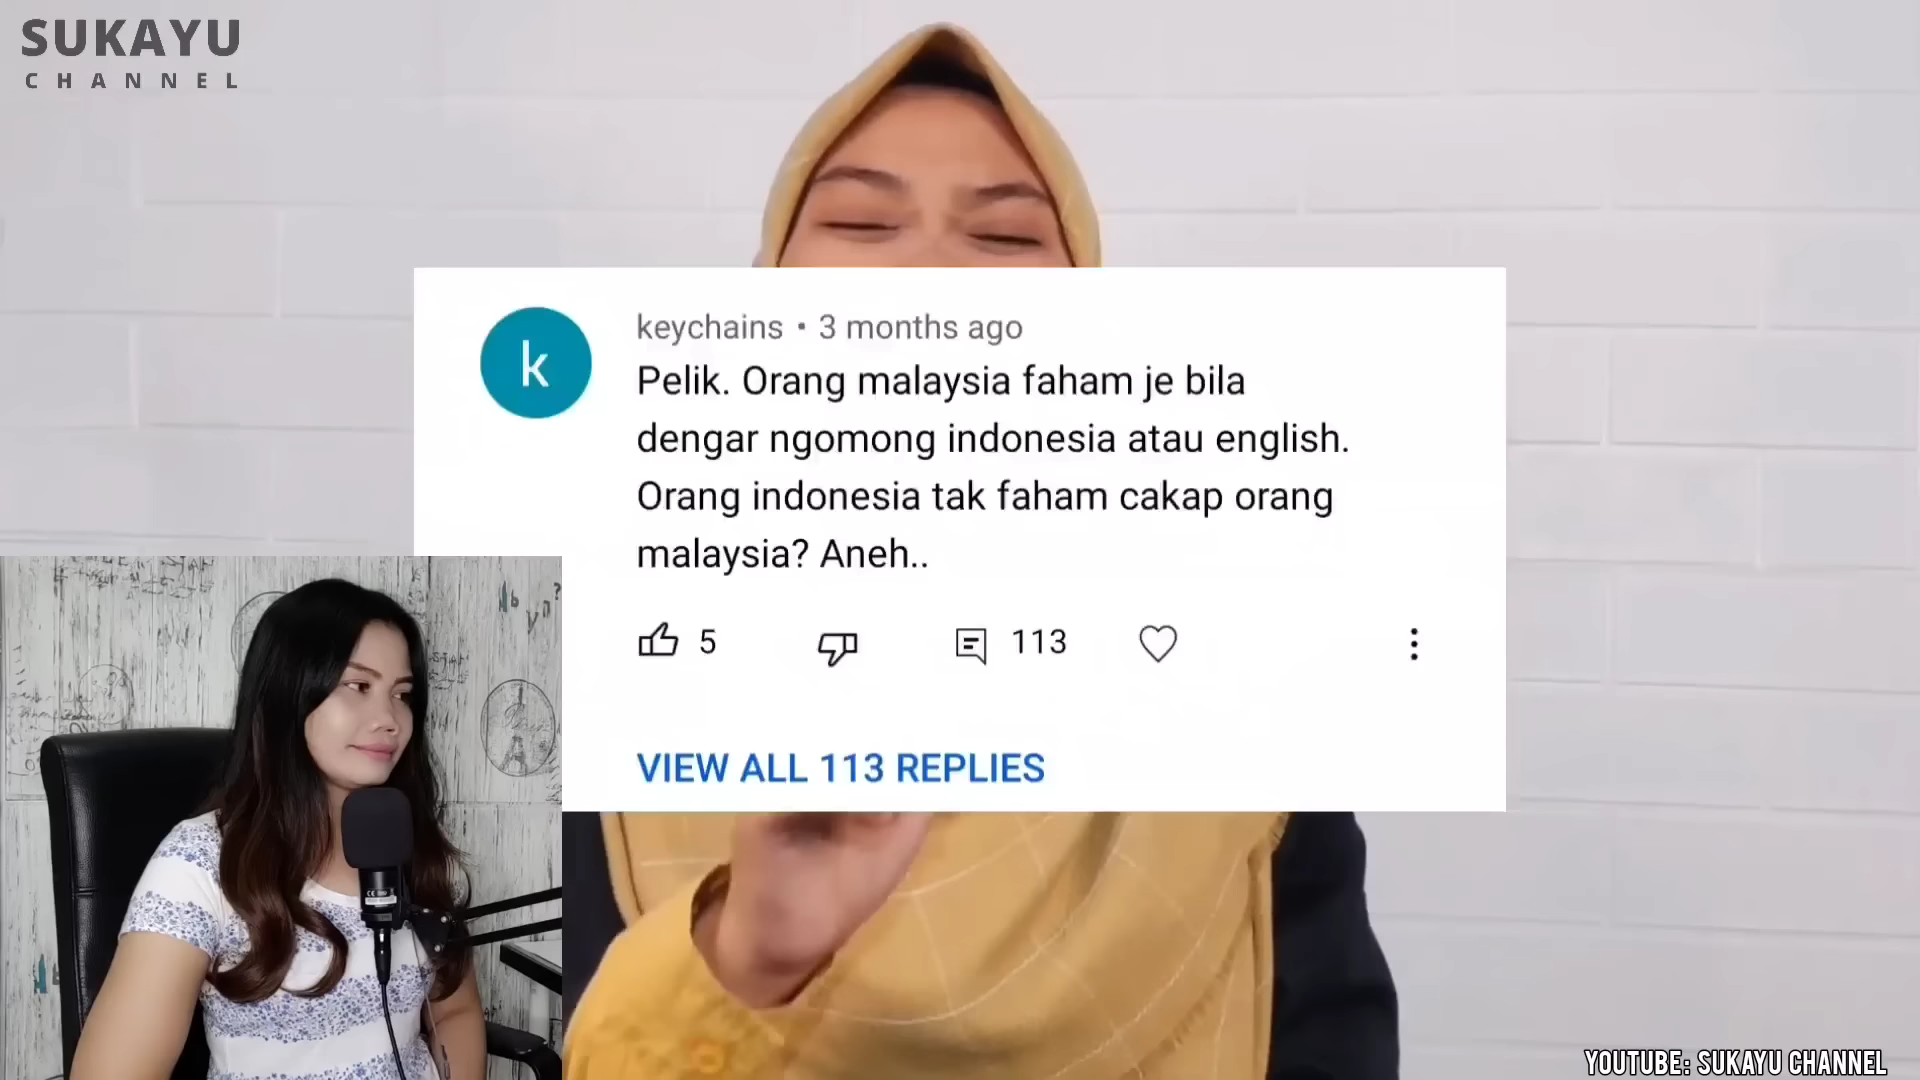 SUKAYU
CHANNEL
k
keychains • 3 months ago
Pelik. Orang malaysia faham je bila
dengar ngomong indonesia atau english.
Orang indonesia tak faham cakap orang
malaysia? Aneh..
5
113
VIEW ALL 113 REPLIES
YOUTUBE: SUKAYU CHANNEL